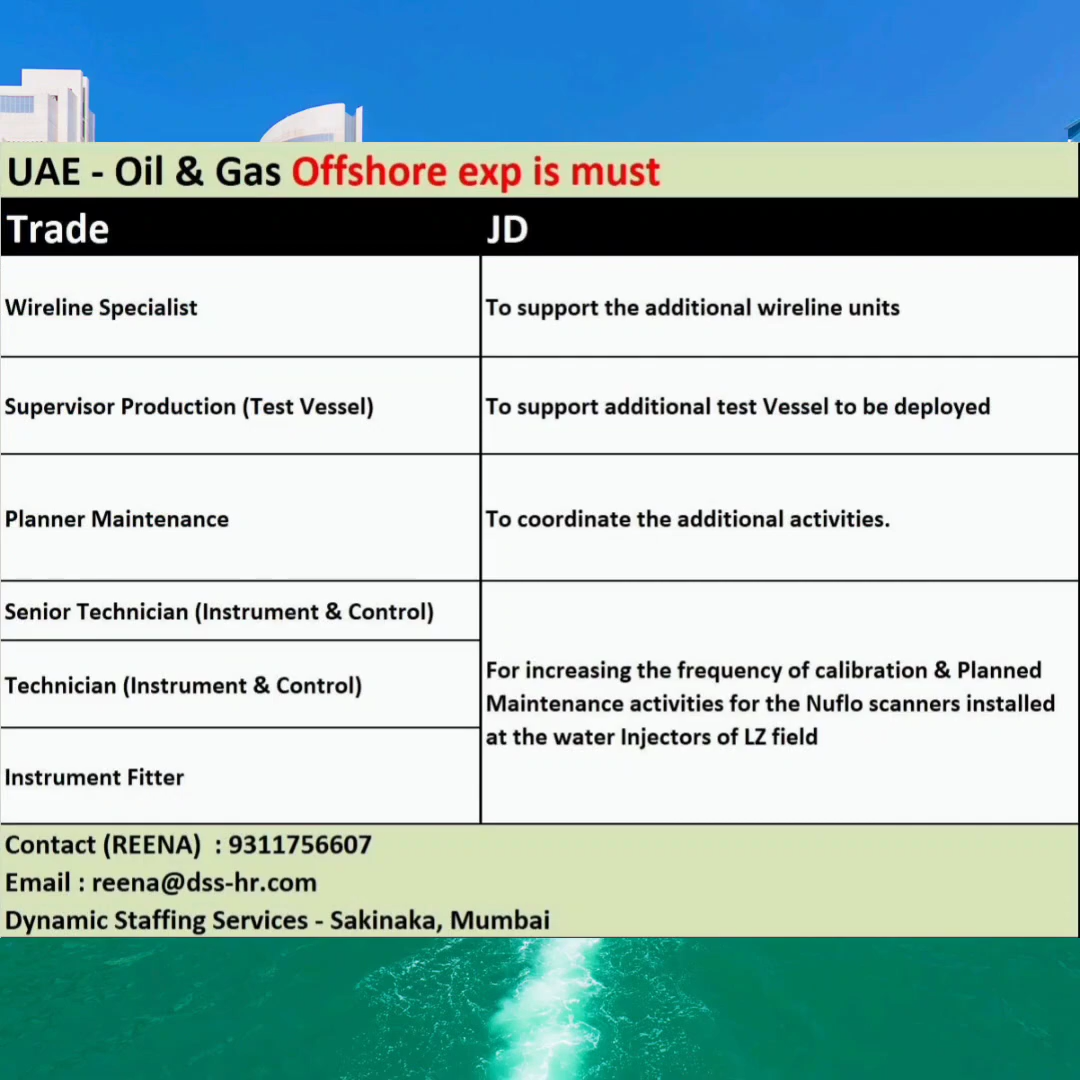 UAE - Oil & Gas Offshore exp is must
Trade JD
Wireline Specialist To support the additional wireline units
Supervisor Production (Test Vessel) To support additional test Vessel to be deployed
Planner Maintenance To coordinate the additional activities.
Senior Technician (Instrument & Control)
Technician (Instrument & Control)
Instrument Fitter
For increasing the frequency of calibration & Planned
Maintenance activities for the Nuflo scanners installed
at the water Injectors of LZ field
Contact (REENA) : 9311756607
Email : reena@dss-hr.com
Dynamic Staffing Services - Sakinaka, Mumbai